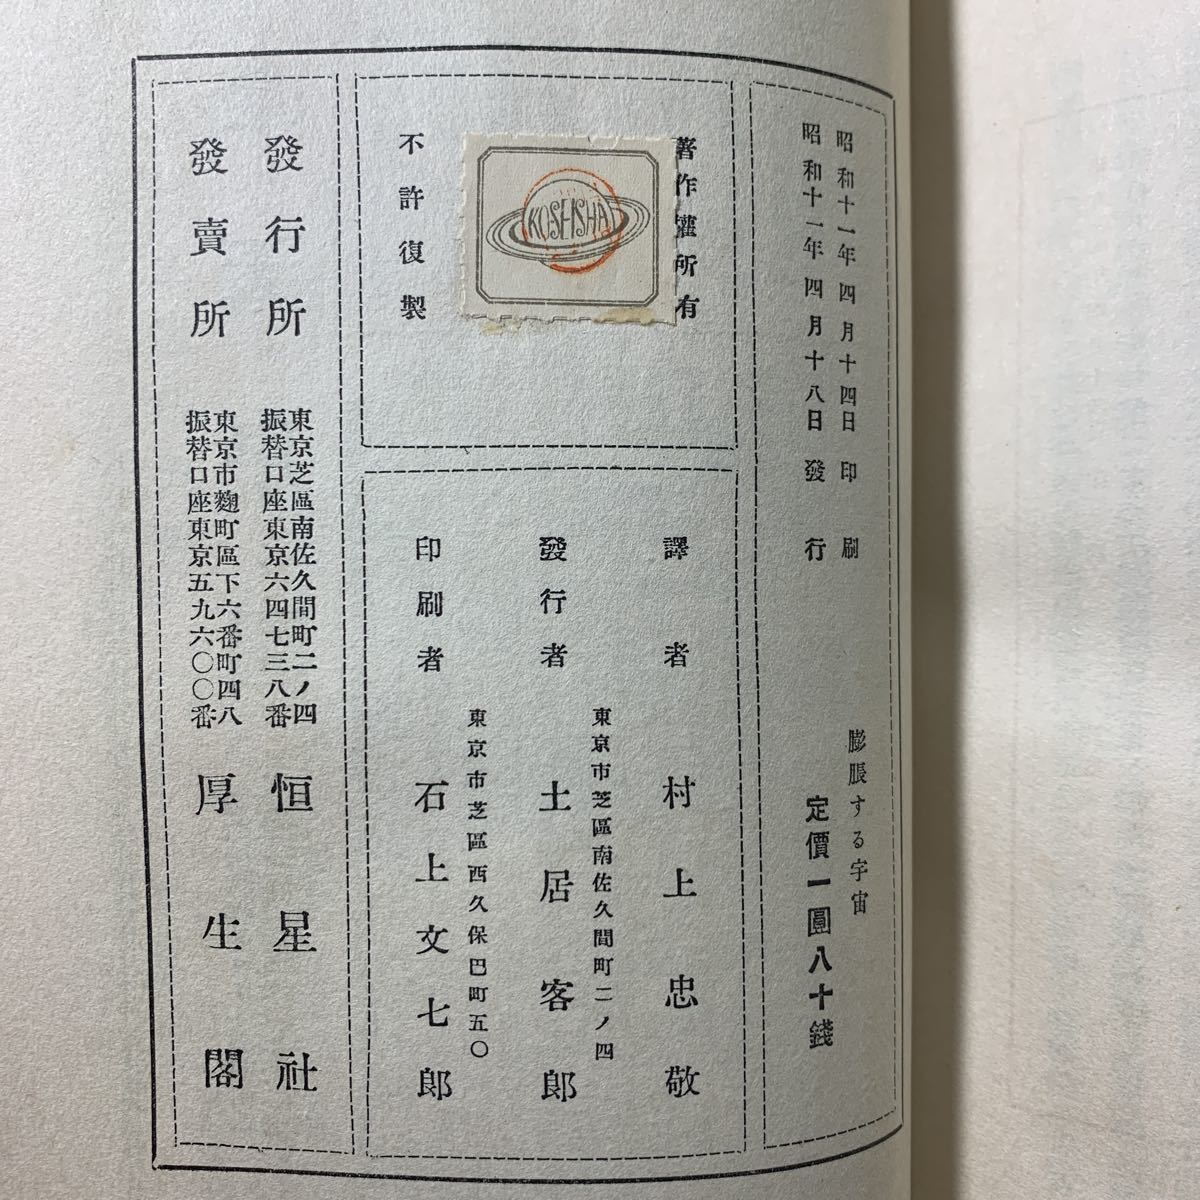 昭和十一年四月十四日印刷
昭和十一年四月十八日發行
膨脹する宇宙
定價一圓八十錢
著作權所有
KOSEISHA
不許復製
譯者 村上忠敬
東京市芝區南佐久間町二ノ四
發行者 土居客郎
東京市芝區西久保巴町五〇
印刷者 石上文七郎
發行所
東京芝區南佐久間町二ノ四
振替口座東京六四七三八番
恒星社
發賣所
東京市麴町區下六番町四八
振替口座東京五九六〇〇番
厚生閣